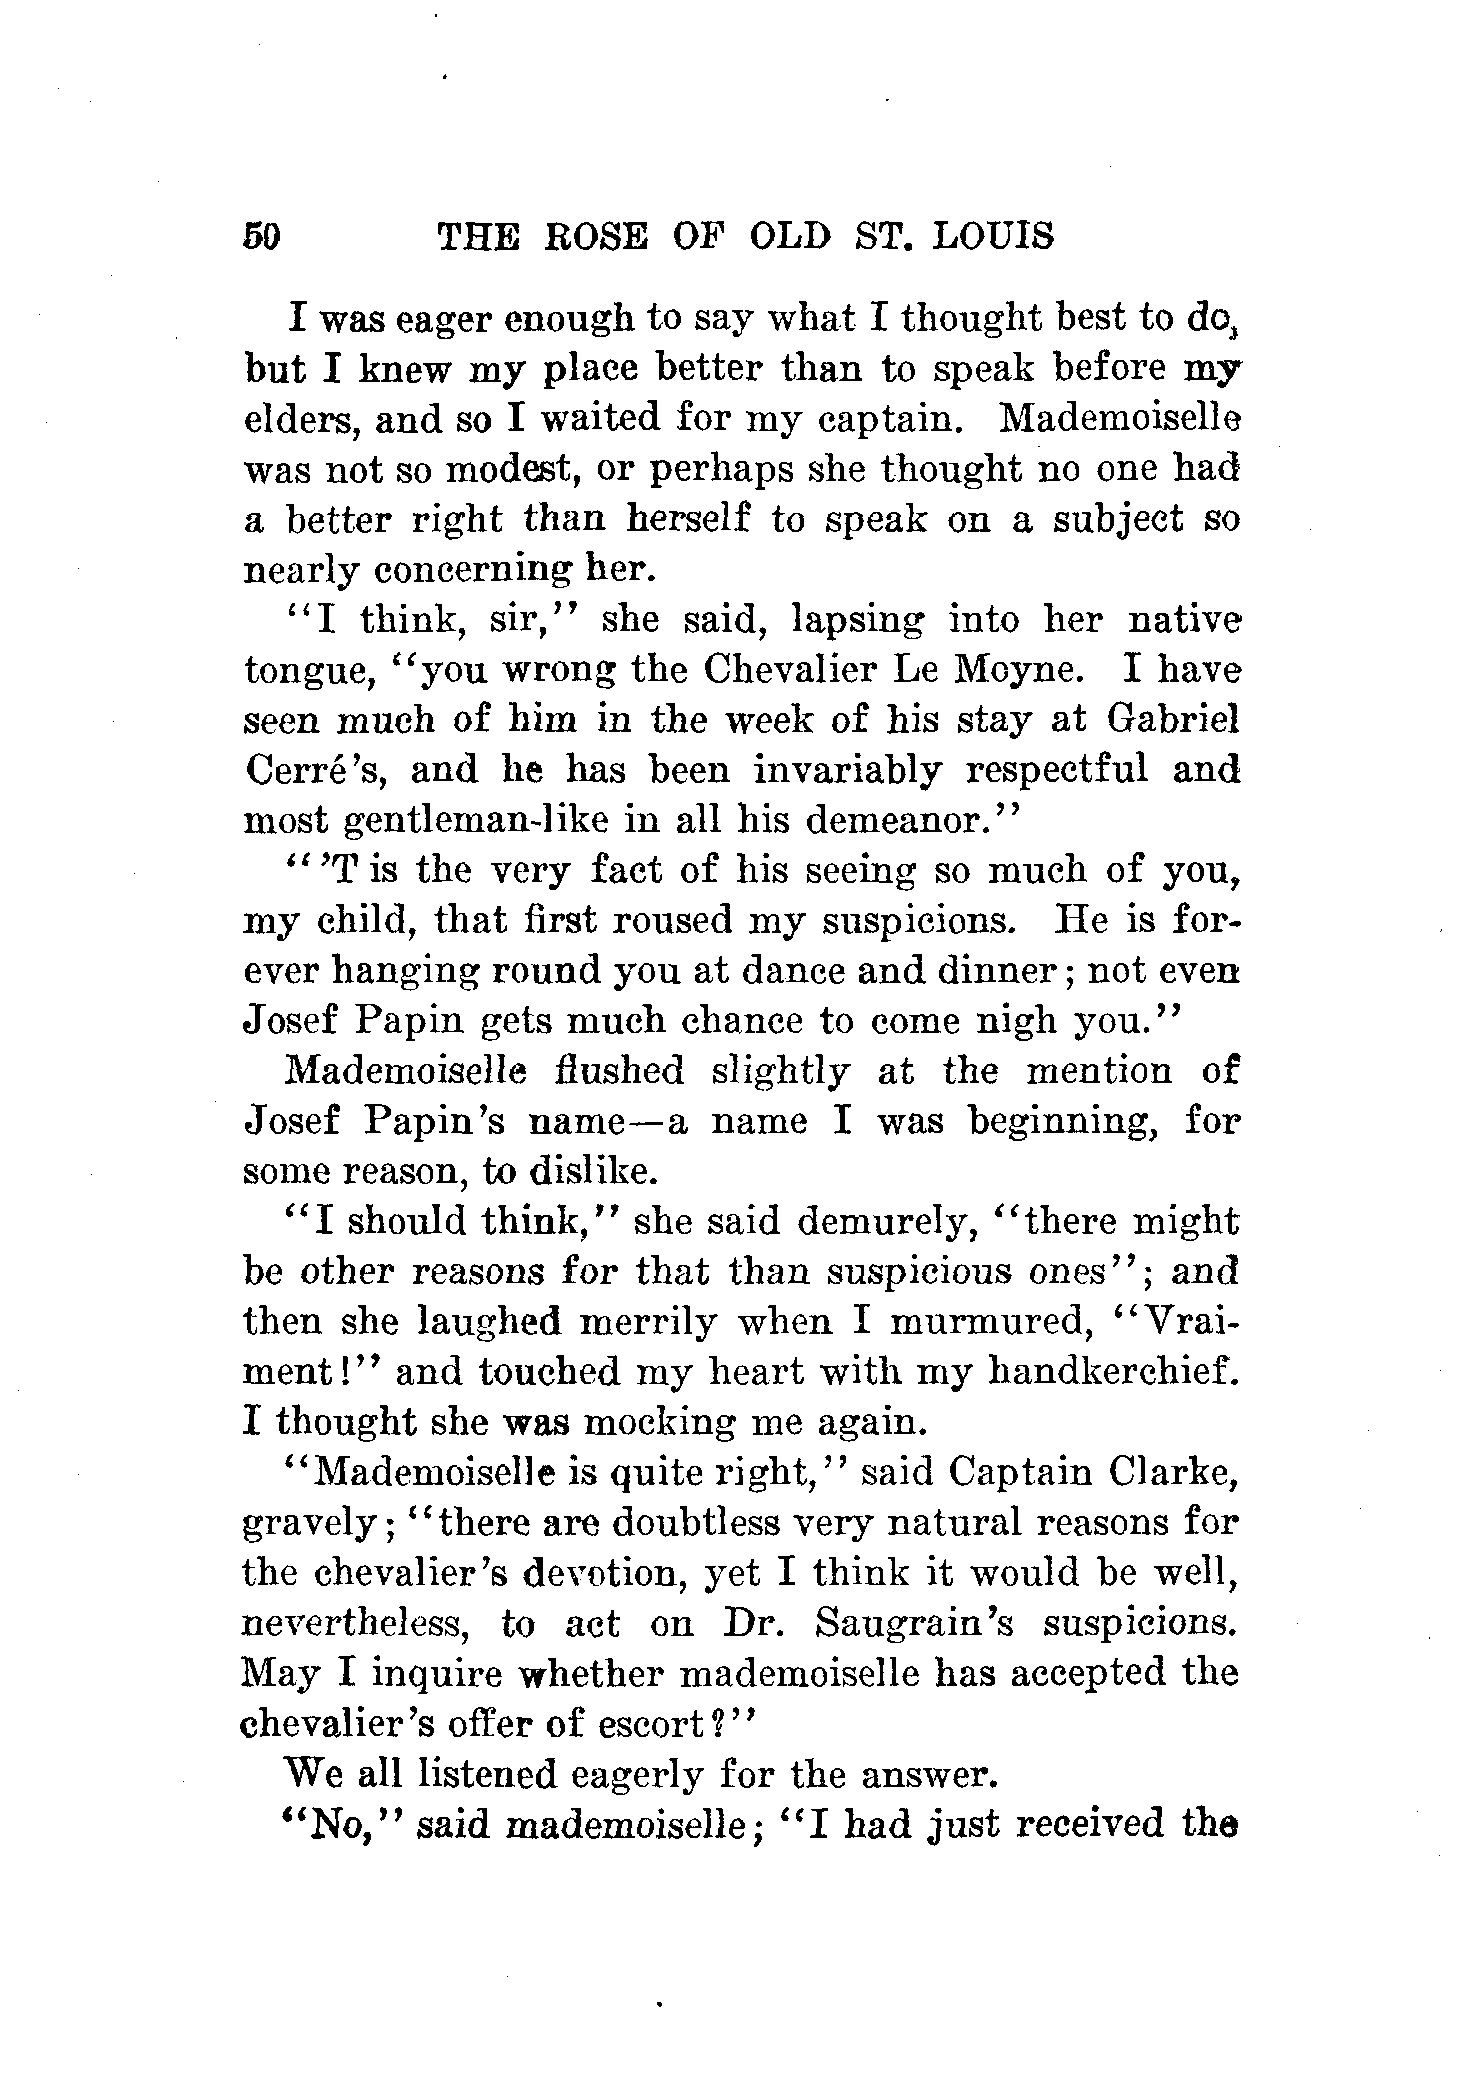 50 THE ROSE OF OLD ST. LOUIS
I was eager enough to say what I thought best to do,
but I knew my place better than to speak before my
elders, and so I waited for my captain. Mademoiselle
was not so modest, or perhaps she thought no one had
a better right than herself to speak on a subject so
nearly concerning her.
"I think, sir," she said, lapsing into her native
tongue, "you wrong the Chevalier Le Moyne. I have
seen much of him in the week of his stay at Gabriel
Cerré's, and he has been invariably respectful and
most gentleman-like in all his demeanor."
"'T is the very fact of his seeing so much of you,
my child, that first roused my suspicions. He is for-
ever hanging round you at dance and dinner; not even
Josef Papin gets much chance to come nigh you."
Mademoiselle flushed slightly at the mention of
Josef Papin's name—a name I was beginning, for
some reason, to dislike.
"I should think," she said demurely, "there might
be other reasons for that than suspicious ones"; and
then she laughed merrily when I murmured, "Vrai-
ment!" and touched my heart with my handkerchief.
I thought she was mocking me again.
"Mademoiselle is quite right," said Captain Clarke,
gravely; "there are doubtless very natural reasons for
the chevalier's devotion, yet I think it would be well,
nevertheless, to act on Dr. Saugrain's suspicions.
May I inquire whether mademoiselle has accepted the
chevalier's offer of escort?"
We all listened eagerly for the answer.
"No," said mademoiselle; "I had just received the